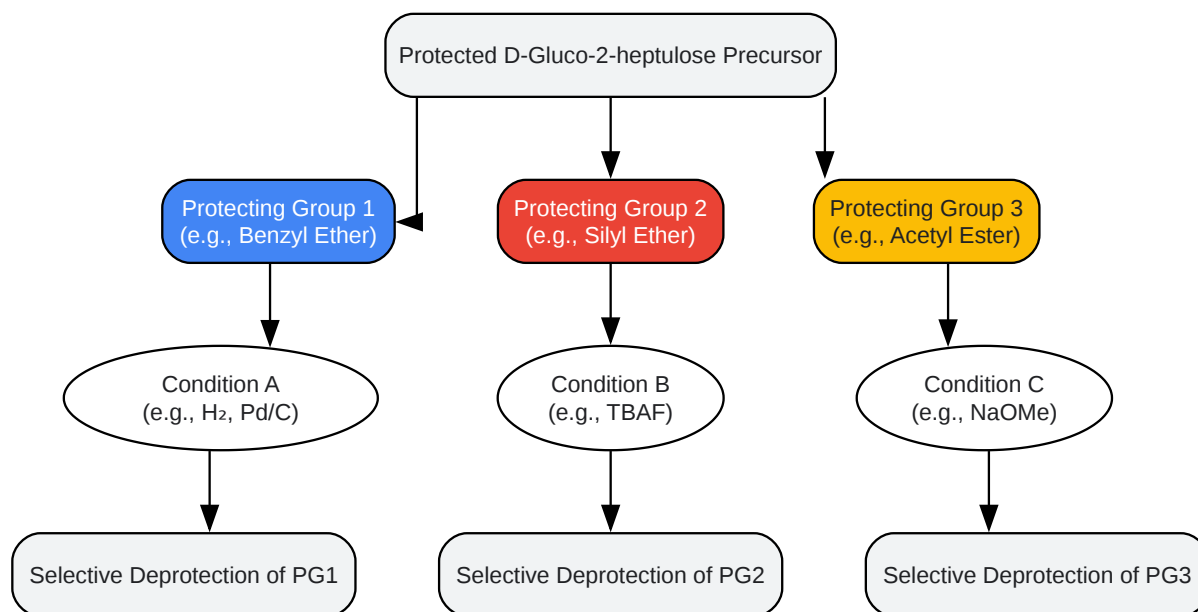 Protected D-Gluco-2-heptulose Precursor
Protecting Group 1
(e.g., Benzyl Ether)
Protecting Group 2
(e.g., Silyl Ether)
Protecting Group 3
(e.g., Acetyl Ester)
Condition A
(e.g., H₂, Pd/C)
Condition B
(e.g., TBAF)
Condition C
(e.g., NaOMe)
Selective Deprotection of PG1
Selective Deprotection of PG2
Selective Deprotection of PG3